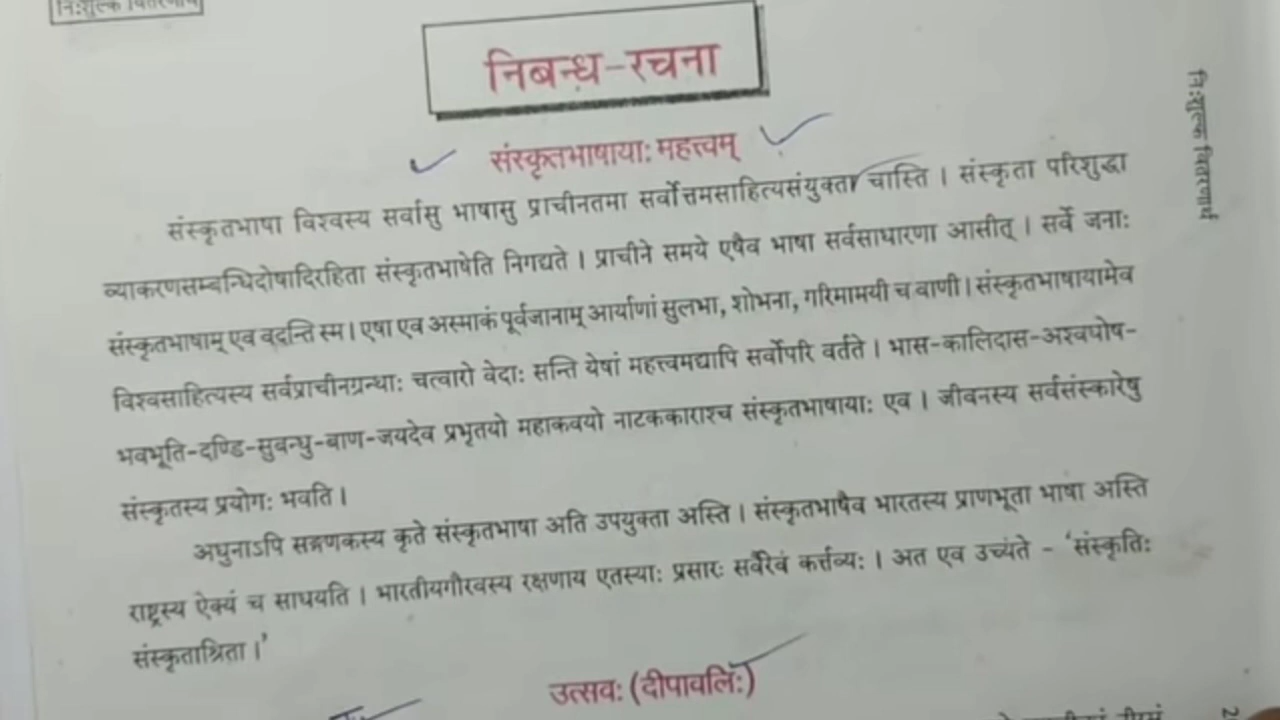 निःशुल्क वितरणार्थ
निबन्ध-रचना
संस्कृतभाषायाः महत्त्वम्
संस्कृतभाषा विश्वस्य सर्वासु भाषासु प्राचीनतमा सर्वोत्तमसाहित्यसंयुक्ता चास्ति । संस्कृता परिशुद्धा
व्याकरणसम्बन्धिदोषादिरहिता संस्कृतभाषेति निगद्यते । प्राचीने समये एषैव भाषा सर्वसाधारणा आसीत् । सर्वे जनाः
संस्कृतभाषाम् एव वदन्ति स्म । एषा एव अस्माकं पूर्वजानाम् आर्याणां सुलभा, शोभना, गरिमामयी च वाणी । संस्कृतभाषायामेव
विश्वसाहित्यस्य सर्वप्राचीनग्रन्थाः चत्वारो वेदाः सन्ति येषां महत्त्वमद्यापि सर्वोपरि वर्तते । भास-कालिदास-अश्वघोष-
भवभूति-दण्डि-सुबन्धु-बाण-जयदेव प्रभृतयो महाकवयो नाटककाराश्च संस्कृतभाषायाः एव । जीवनस्य सर्वसंस्कारेषु
संस्कृतस्य प्रयोगः भवति ।
अधुनाऽपि सङ्गणकस्य कृते संस्कृतभाषा अति उपयुक्ता अस्ति । संस्कृतभाषैव भारतस्य प्राणभूता भाषा अस्ति
राष्ट्रस्य ऐक्यं च साधयति । भारतीयगौरवस्य रक्षणाय एतस्याः प्रसारः सर्वैरेवं कर्त्तव्यः । अत एव उच्यते - 'संस्कृतिः
संस्कृताश्रिता ।'
उत्सवः (दीपावलिः)
निःशुल्क वितरणार्थ